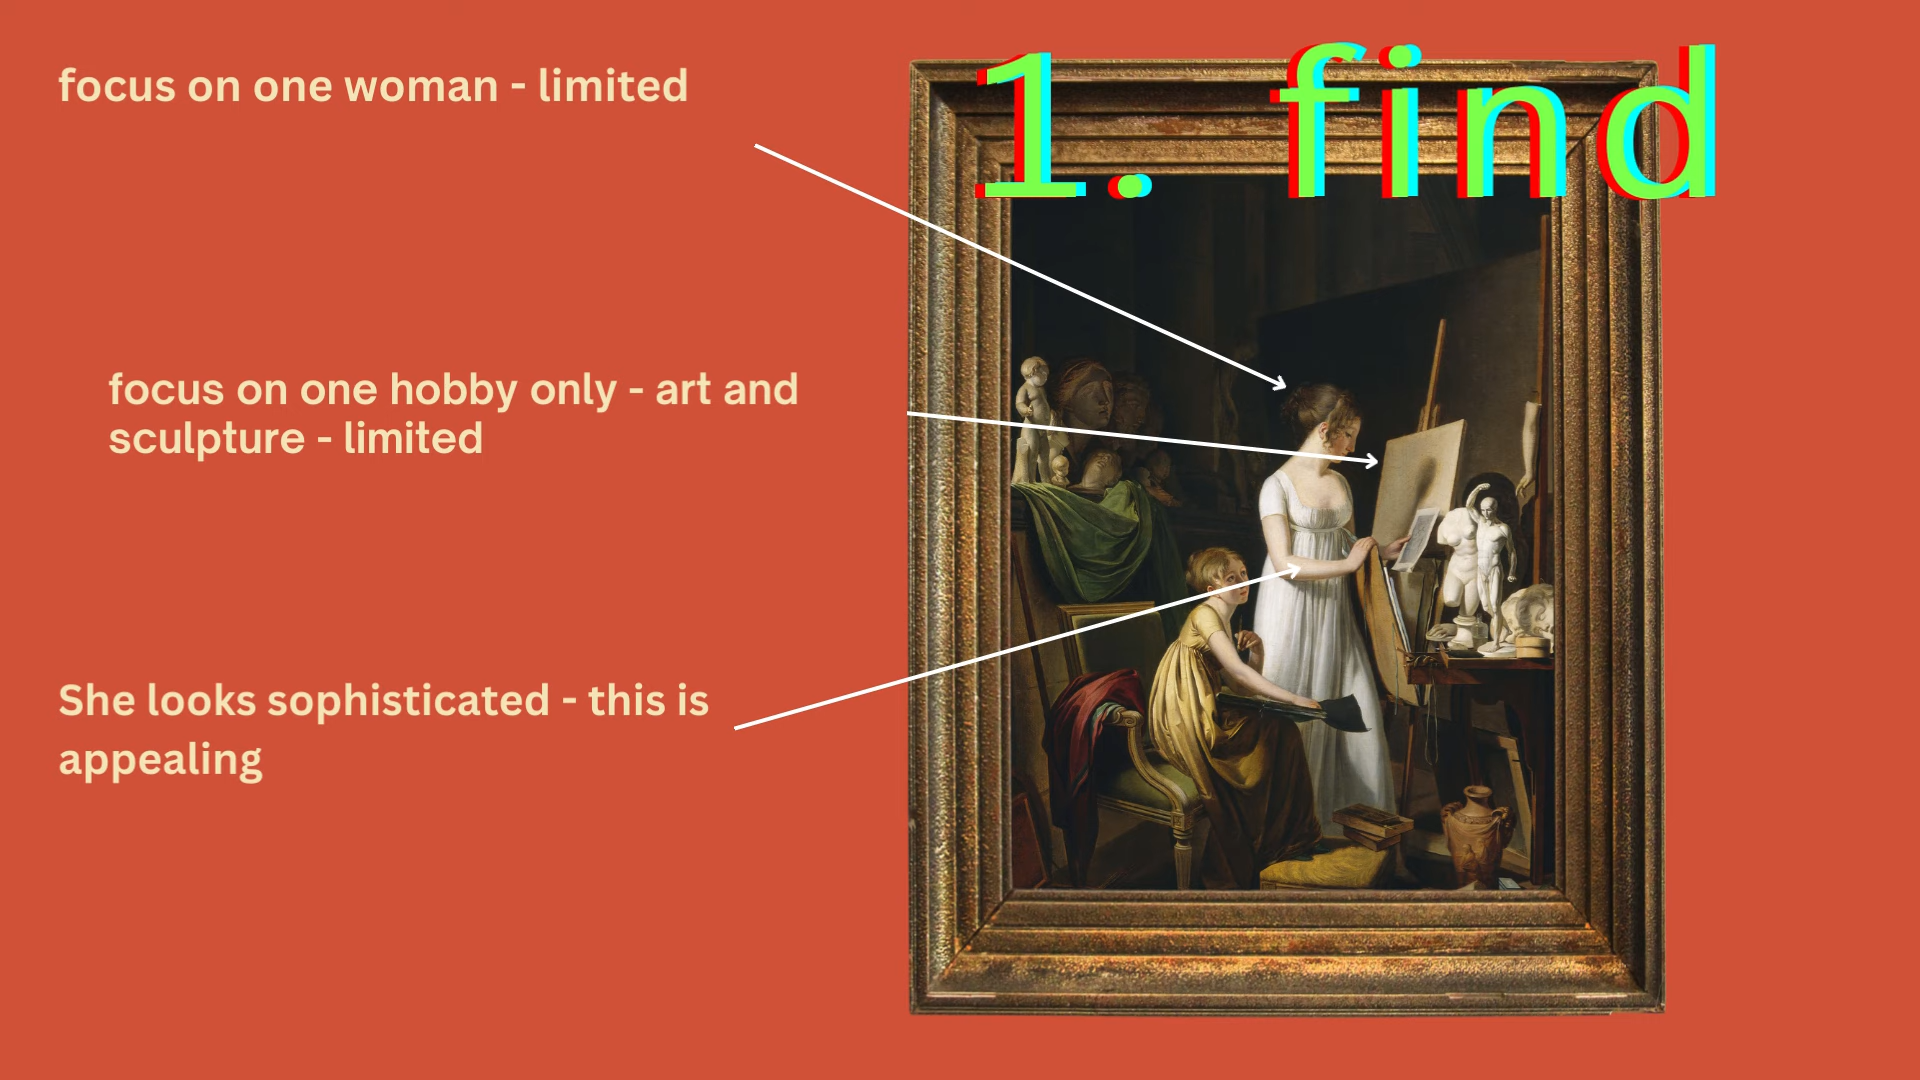 1. find
focus on one woman - limited
focus on one hobby only - art and
sculpture - limited
She looks sophisticated - this is
appealing